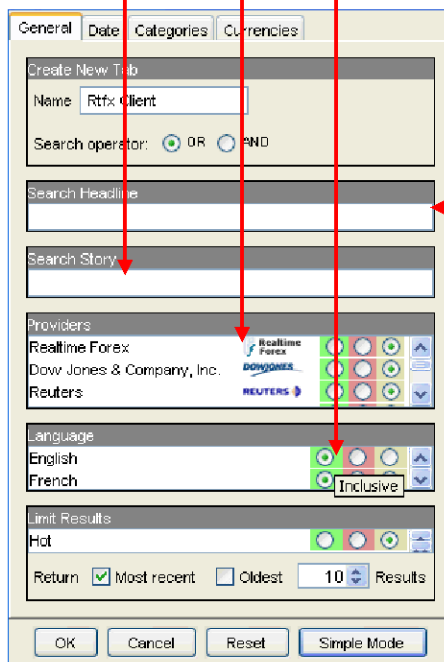 General Date Categories Currencies
Create New Tab
Name Rtfx Client
Search operator: OR AND
Search Headline
Search Story
Providers
Realtime Forex Realtime Forex
Dow Jones & Company, Inc. DOWJONES
Reuters REUTERS
Language
English
French
Inclusive
Limit Results
Hot
Return Most recent Oldest 10 Results
OK Cancel Reset Simple Mode